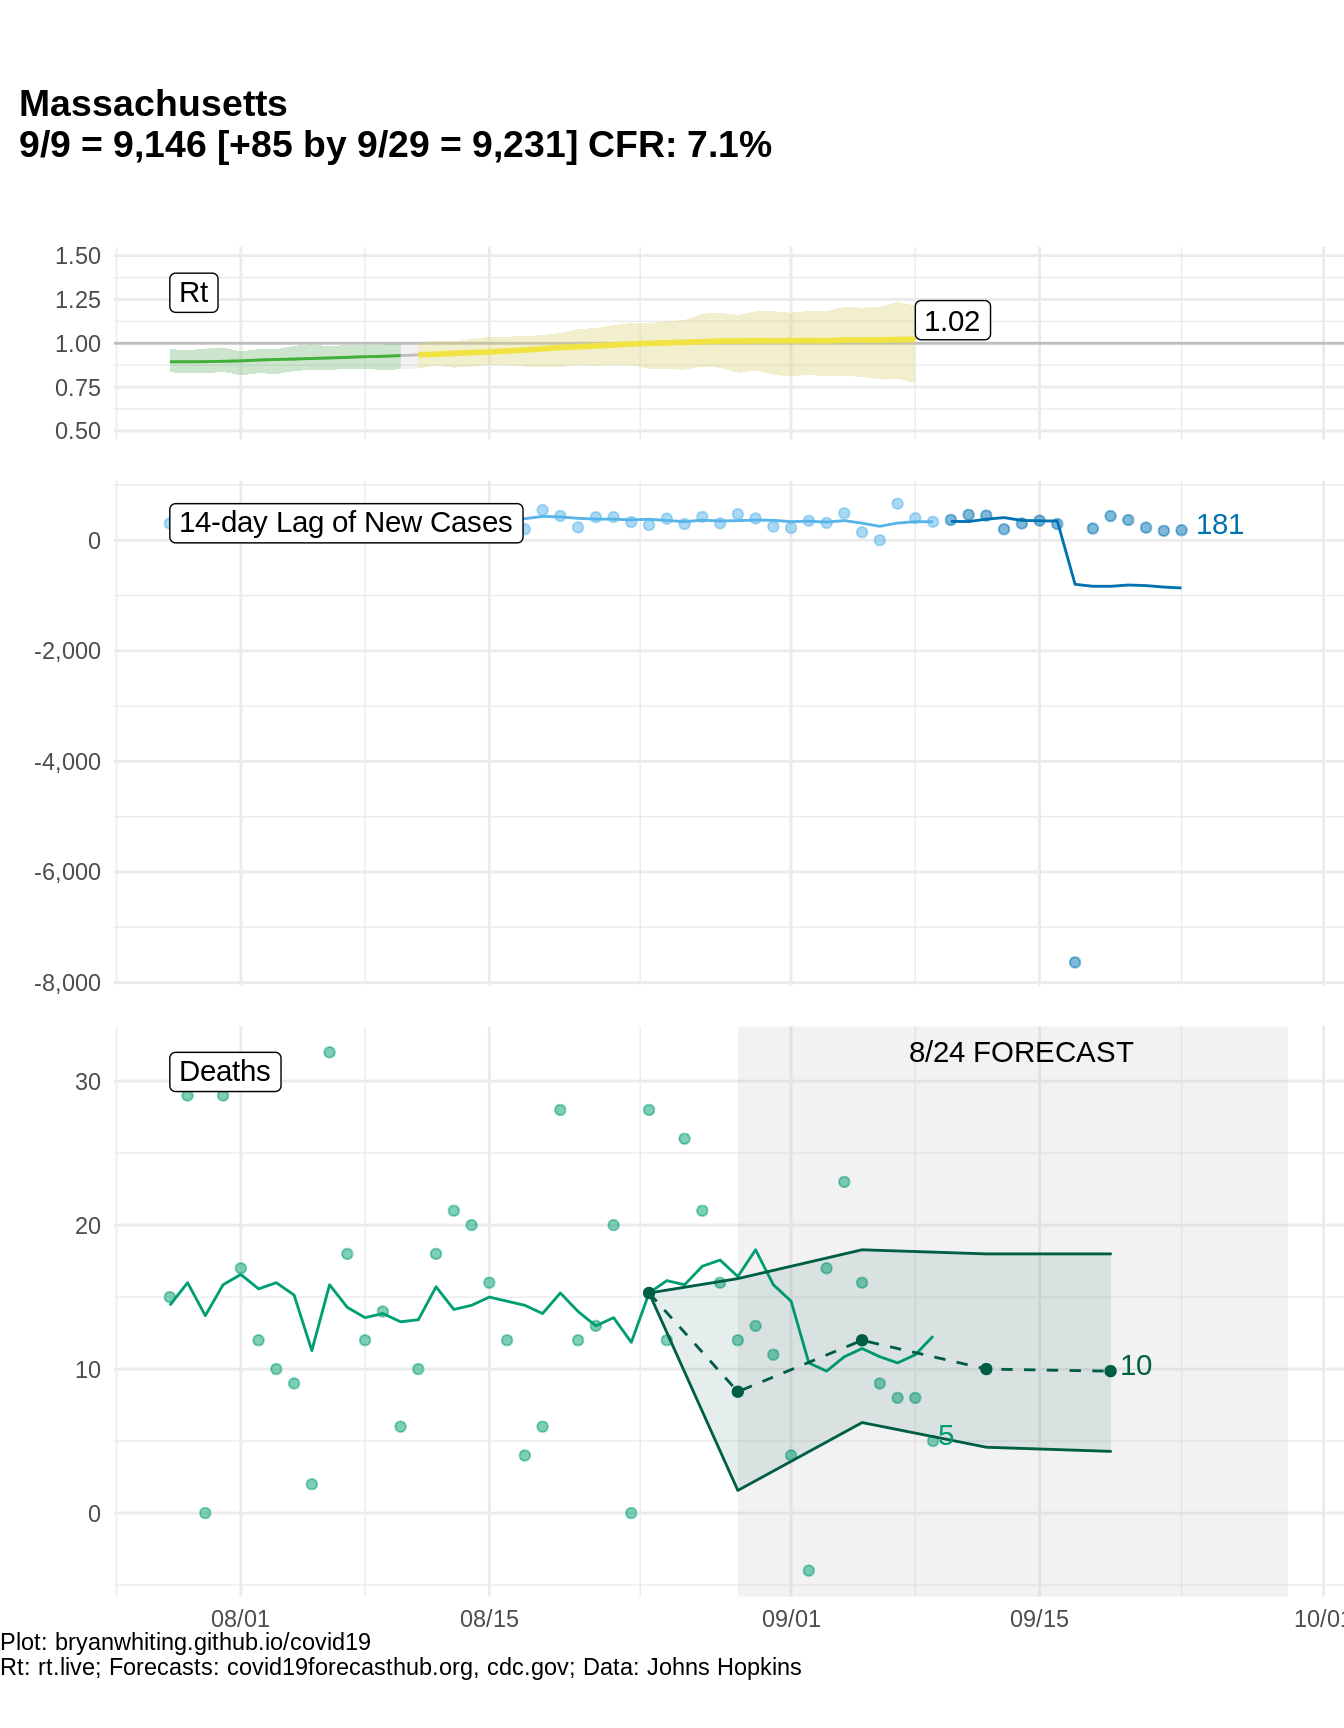 Massachusetts
9/9 = 9,146 [+85 by 9/29 = 9,231] CFR: 7.1%
1.50
Rt
1.25
1.02
1.00
0.75
0.50
14-day Lag of New Cases
181
0
-2,000
-4,000
-6,000
-8,000
8/24 FORECAST
Deaths
30
20
10
10
5
0
08/01
08/15
09/01
09/15
10/01
Plot: bryanwhiting.github.io/covid19
Rt: rt.live; Forecasts: covid19forecasthub.org, cdc.gov; Data: Johns Hopkins